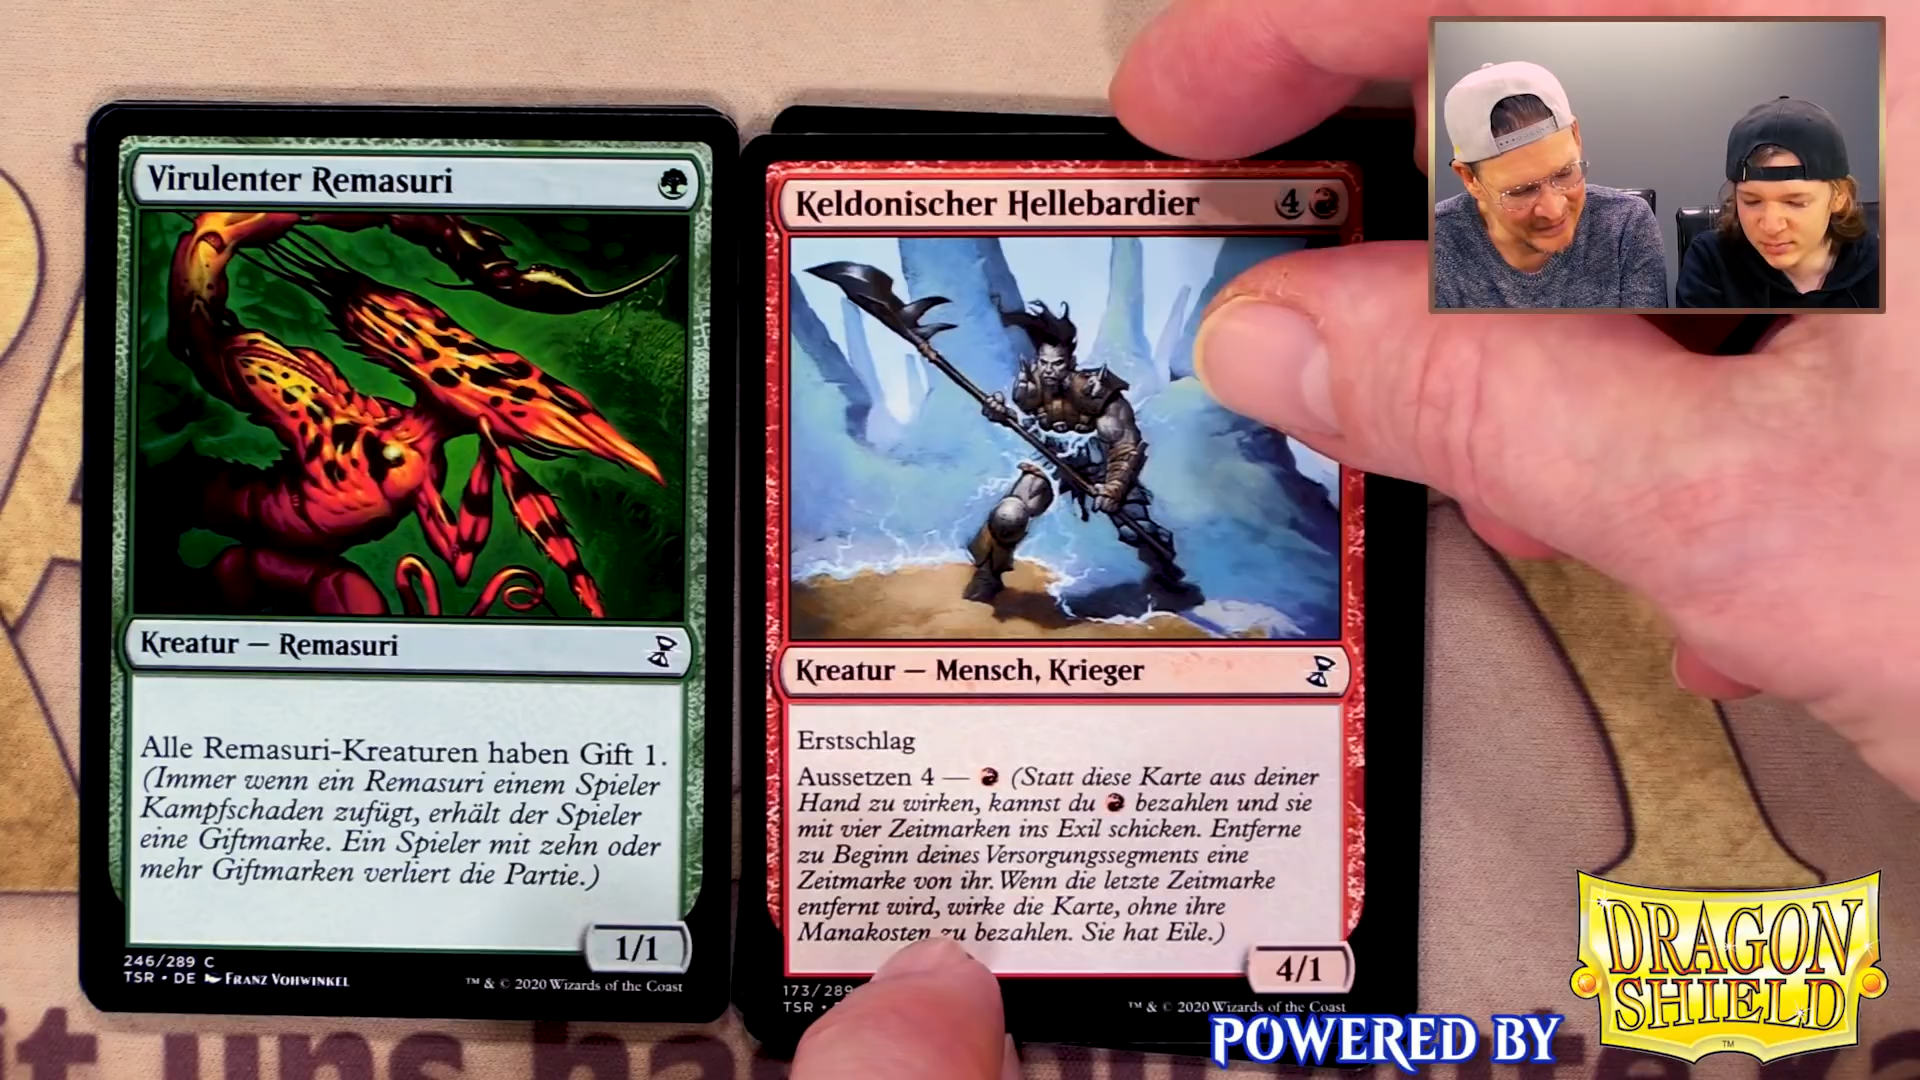 Virulenter Remasuri
Kreatur — Remasuri
Alle Remasuri-Kreaturen haben Gift 1.
(Immer wenn ein Remasuri einem Spieler
Kampfschaden zufügt, erhält der Spieler
eine Giftmarke. Ein Spieler mit zehn oder
mehr Giftmarken verliert die Partie.)
1/1
246/289 C
TSR • DE FRANZ VOHWINKEL
™ & © 2020 Wizards of the Coast
Keldonischer Hellebardier 4
Kreatur — Mensch, Krieger
Erstschlag
Aussetzen 4 — (Statt diese Karte aus deiner
Hand zu wirken, kannst du bezahlen und sie
mit vier Zeitmarken ins Exil schicken. Entferne
zu Beginn deines Versorgungssegments eine
Zeitmarke von ihr. Wenn die letzte Zeitmarke
entfernt wird, wirke die Karte, ohne ihre
Manakosten zu bezahlen. Sie hat Eile.)
4/1
173/289
TSR •
™ & © 2020 Wizards of the Coast
POWERED BY
DRAGON
SHIELD
™